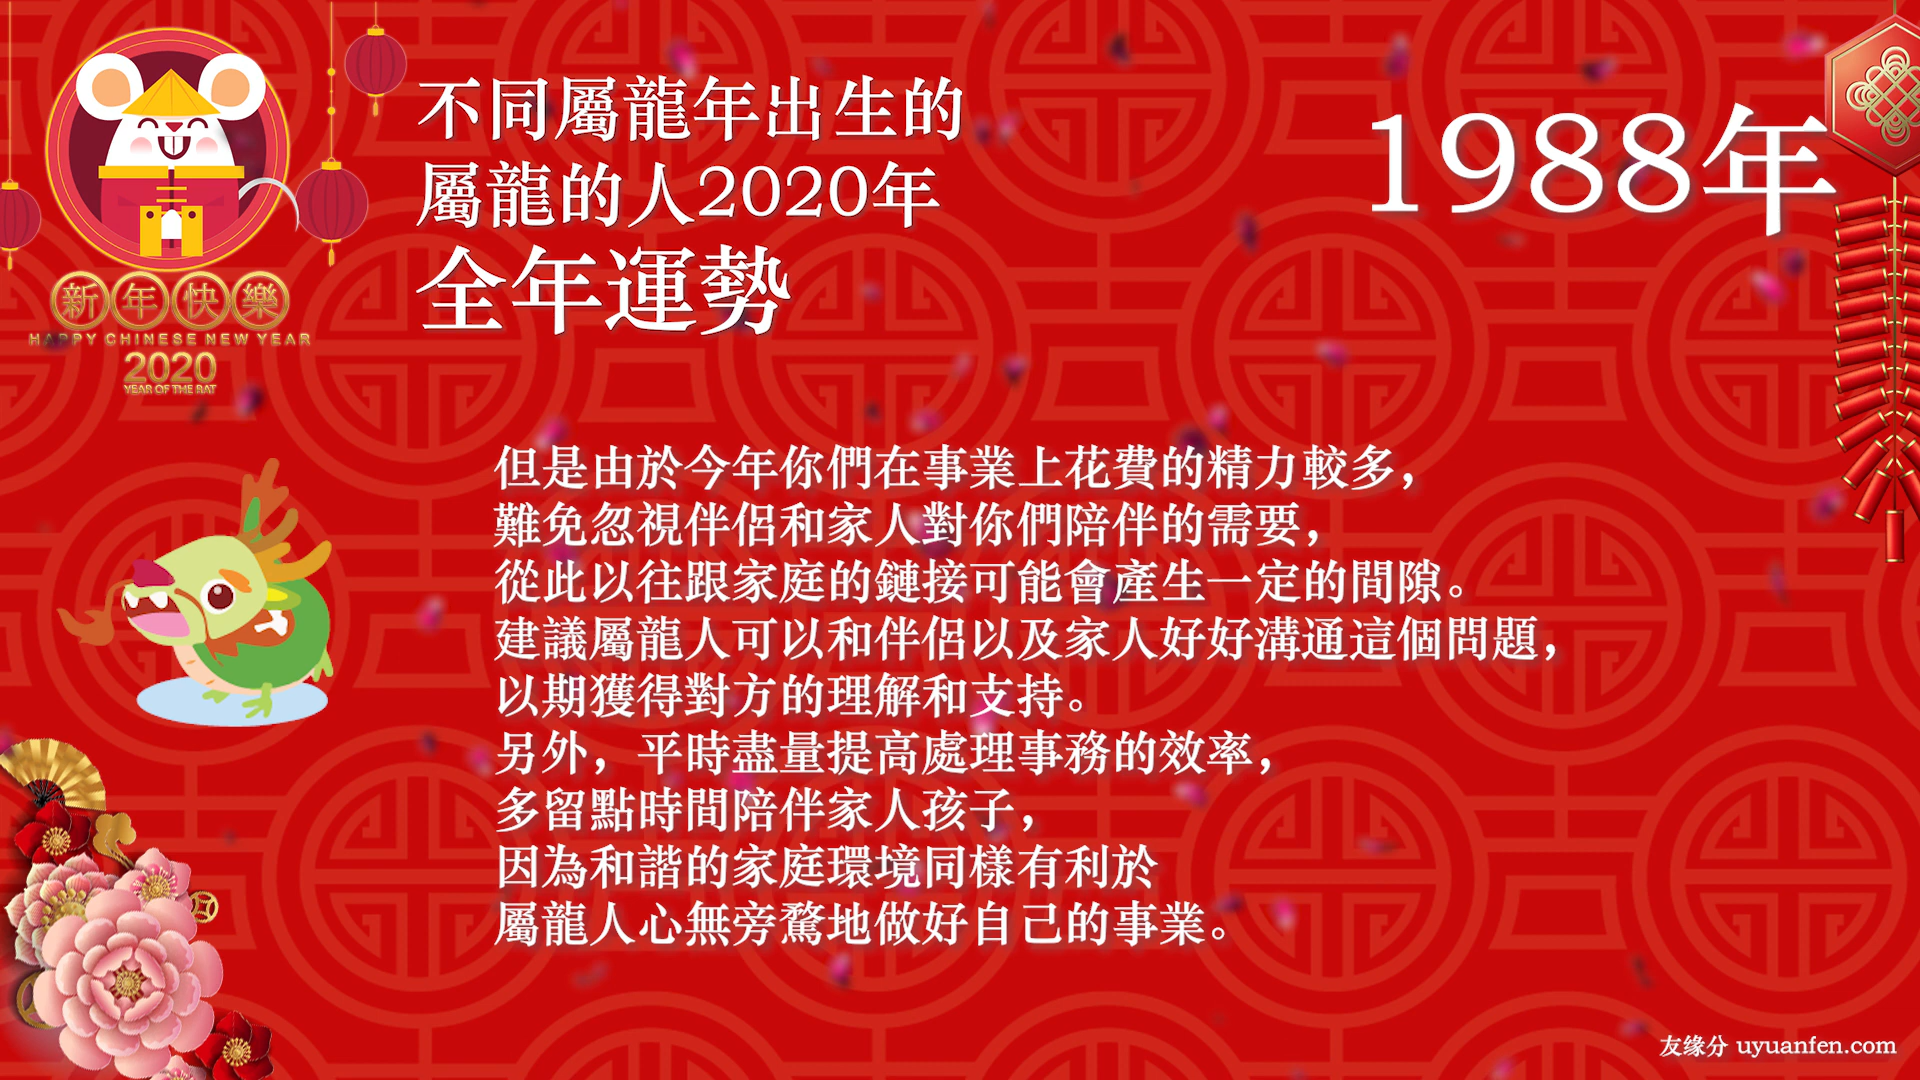 不同屬龍年出生的
屬龍的人2020年
全年運勢
1988年
新年快樂
HAPPY CHINESE NEW YEAR
2020
YEAR OF THE RAT
但是由於今年你們在事業上花費的精力較多，
難免忽視伴侶和家人對你們陪伴的需要，
從此以往跟家庭的鏈接可能會產生一定的間隙。
建議屬龍人可以和伴侶以及家人好好溝通這個問題，
以期獲得對方的理解和支持。
另外，平時盡量提高處理事務的效率，
多留點時間陪伴家人孩子，
因為和諧的家庭環境同樣有利於
屬龍人心無旁騖地做好自己的事業。
友缘分 uyuanfen.com